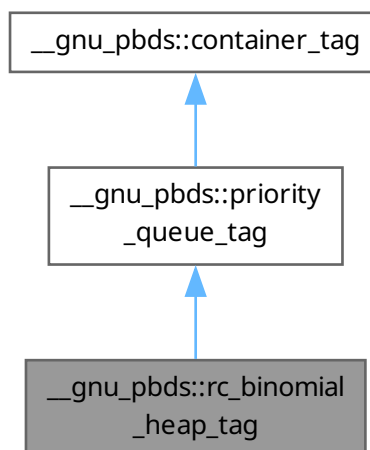 __gnu_pbds::container_tag
__gnu_pbds::priority
_queue_tag
__gnu_pbds::rc_binomial
_heap_tag